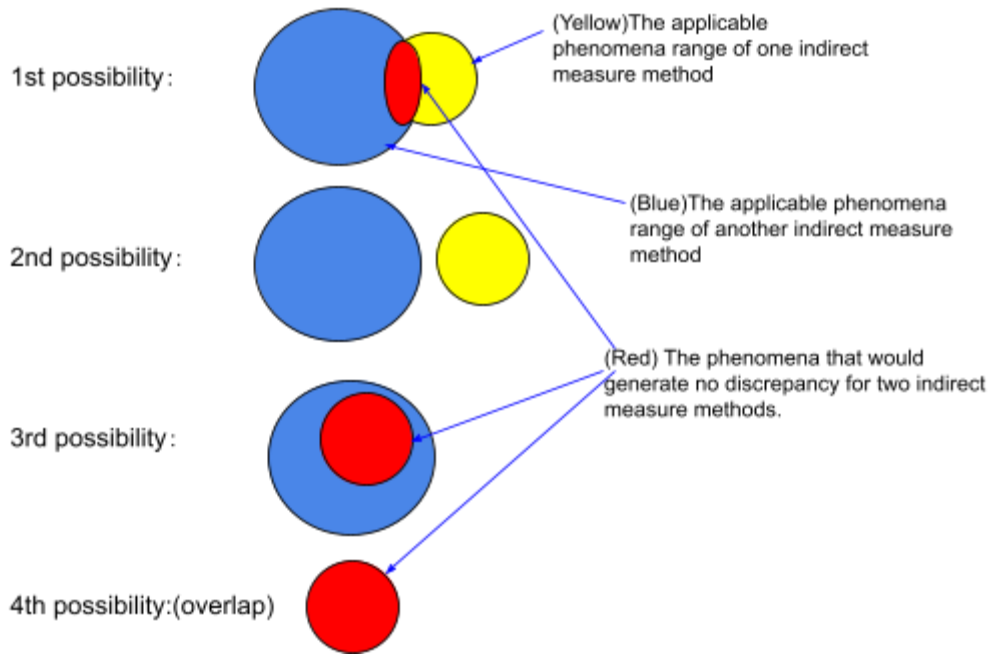 (Yellow)The applicable
phenomena range of one indirect
measure method
1st possibility:
(Blue)The applicable phenomena
range of another indirect measure
method
2nd possibility:
(Red) The phenomena that would
generate no discrepancy for two indirect
measure methods.
3rd possibility:
4th possibility:(overlap)